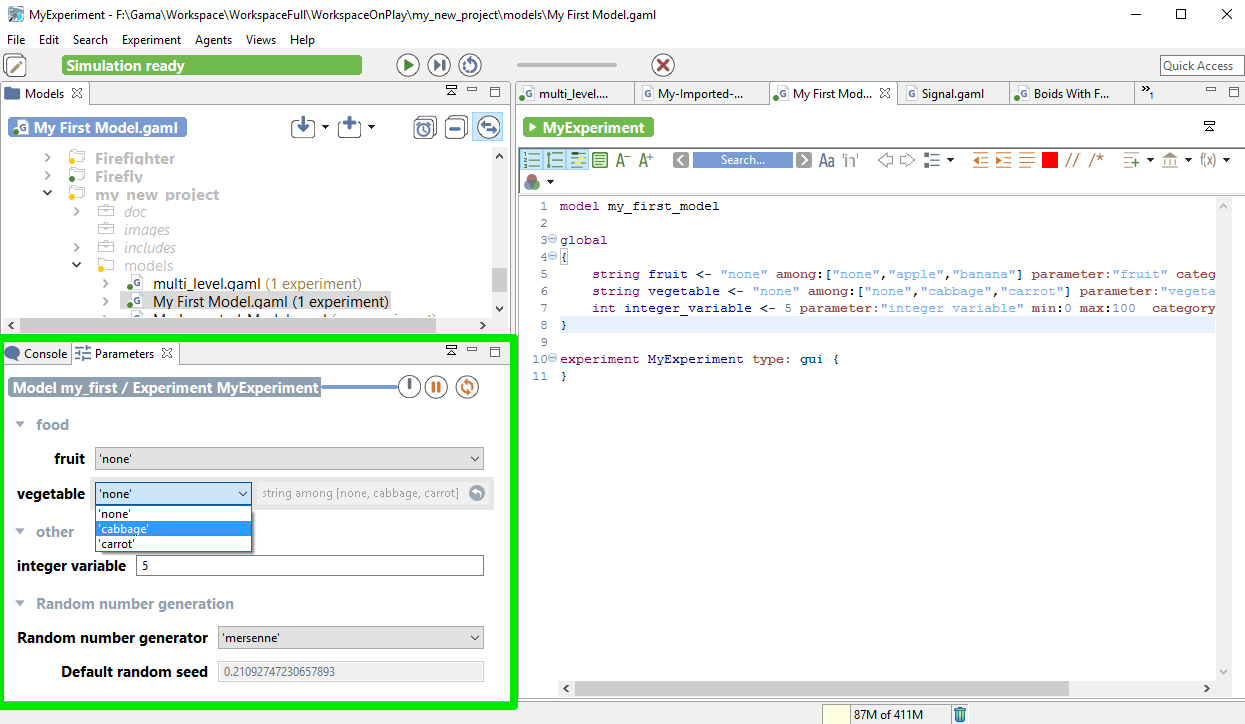 MyExperiment - F:\Gama\Workspace\WorkspaceFull\WorkspaceOnPlay\my_new_project\models\My First Model.gaml
File Edit Search Experiment Agents Views Help
Simulation ready
Quick Access
Models
My First Model.gaml
Firefighter
Firefly
my_new_project
doc
images
includes
models
multi_level.gaml (1 experiment)
My First Model.gaml (1 experiment)
Console Parameters
Model my_first / Experiment MyExperiment
food
fruit 'none'
vegetable 'none' string among [none, cabbage, carrot]
'none'
'cabbage'
'carrot'
other
integer variable 5
Random number generation
Random number generator 'mersenne'
Default random seed 0.21092747230657893
multi_level.... My-Imported-... My First Mod... Signal.gaml Boids With F... »1
MyExperiment
A- A+ Search... Aa 'in' // /* f(x)
1 model my_first_model
2
3 global
4 {
5 string fruit <- "none" among:["none","apple","banana"] parameter:"fruit" categ
6 string vegetable <- "none" among:["none","cabbage","carrot"] parameter:"vegeta
7 int integer_variable <- 5 parameter:"integer variable" min:0 max:100 category
8 }
9
10 experiment MyExperiment type: gui {
11 }
87M of 411M